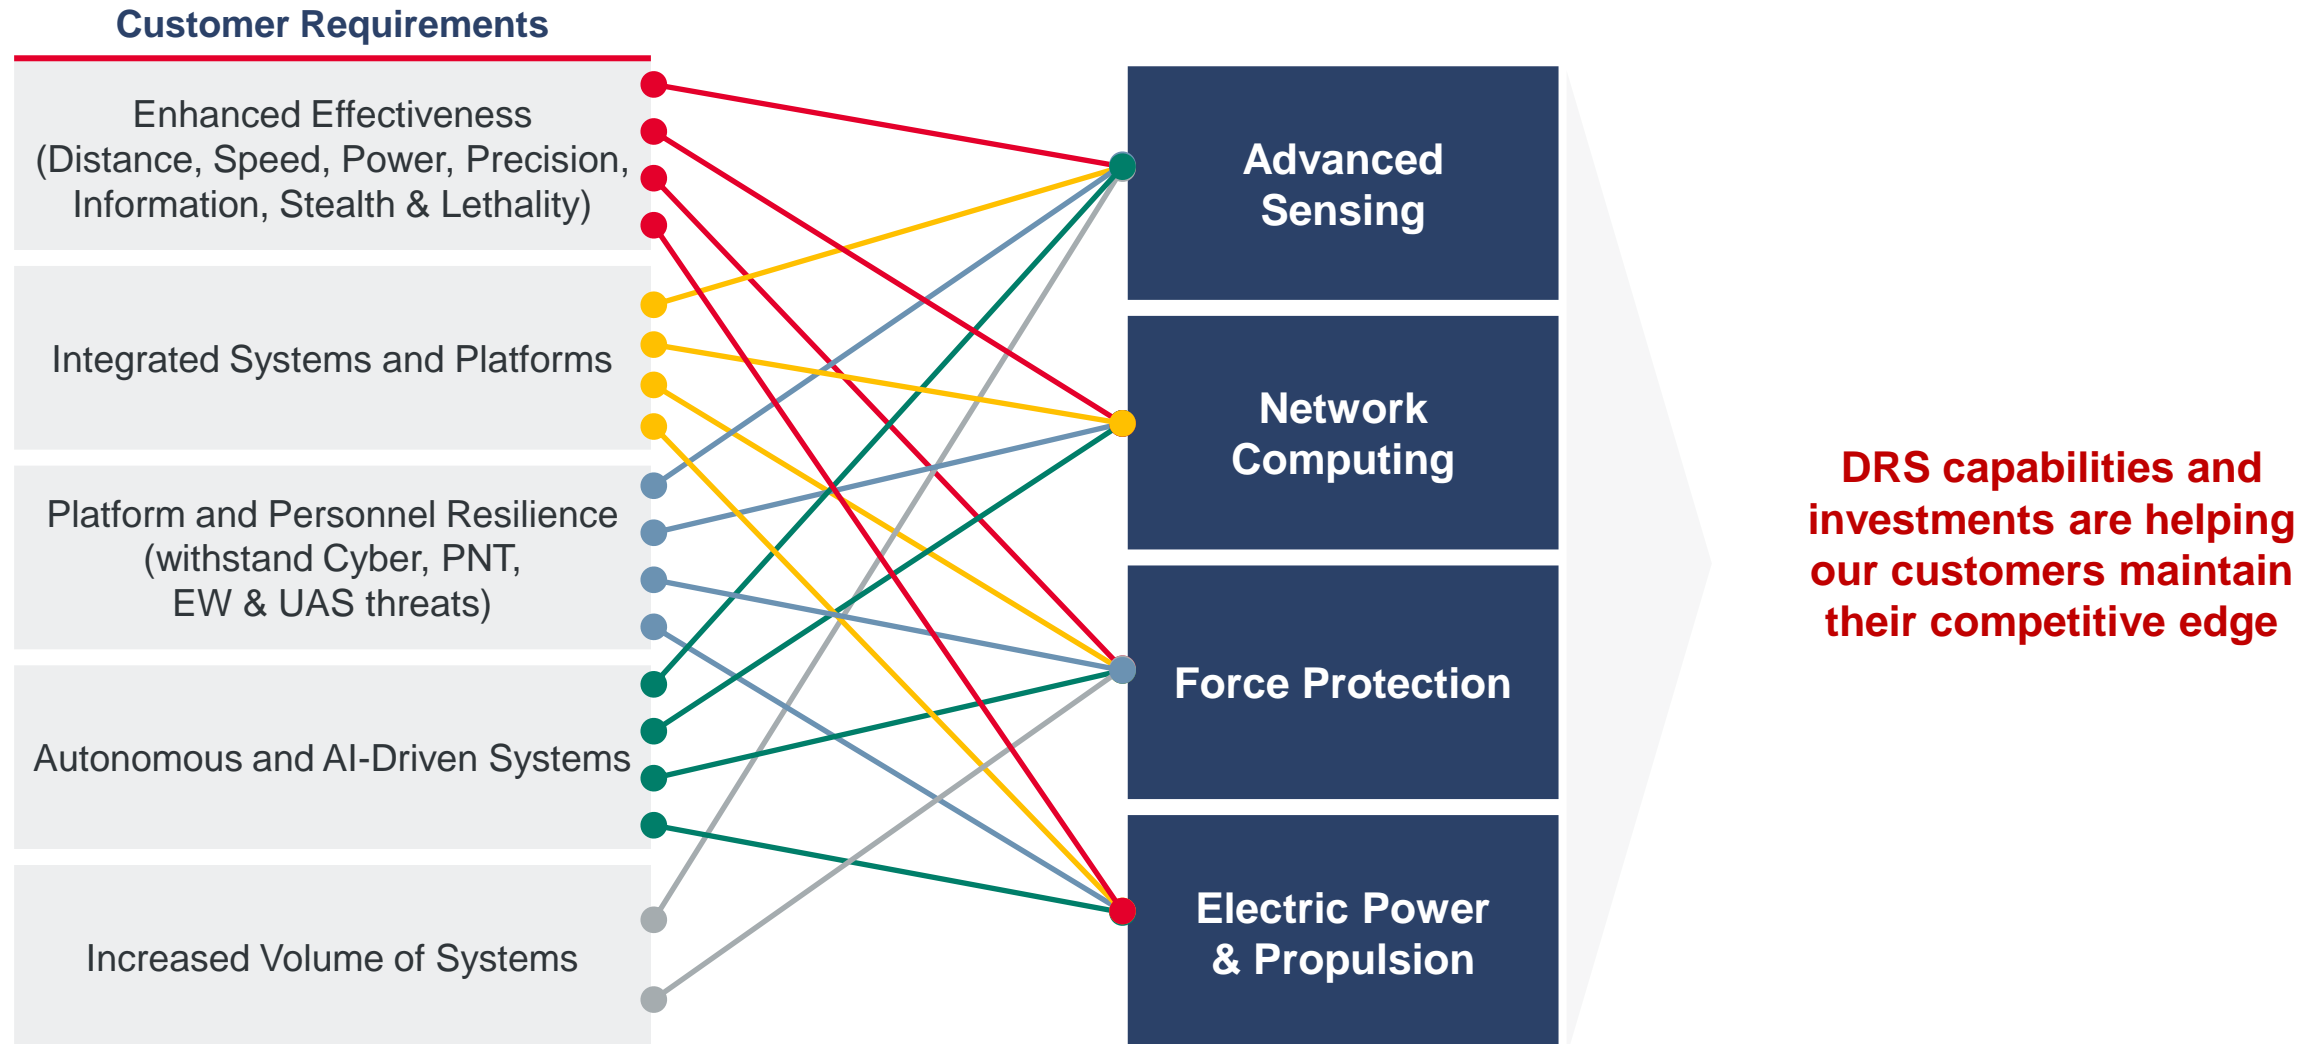 Customer Requirements
Enhanced Effectiveness
(Distance, Speed, Power, Precision,
Information, Stealth & Lethality)
Integrated Systems and Platforms
Platform and Personnel Resilience
(withstand Cyber, PNT,
EW & UAS threats)
Autonomous and AI-Driven Systems
Increased Volume of Systems
Advanced
Sensing
Network
Computing
Force Protection
Electric Power
& Propulsion
DRS capabilities and
investments are helping
our customers maintain
their competitive edge